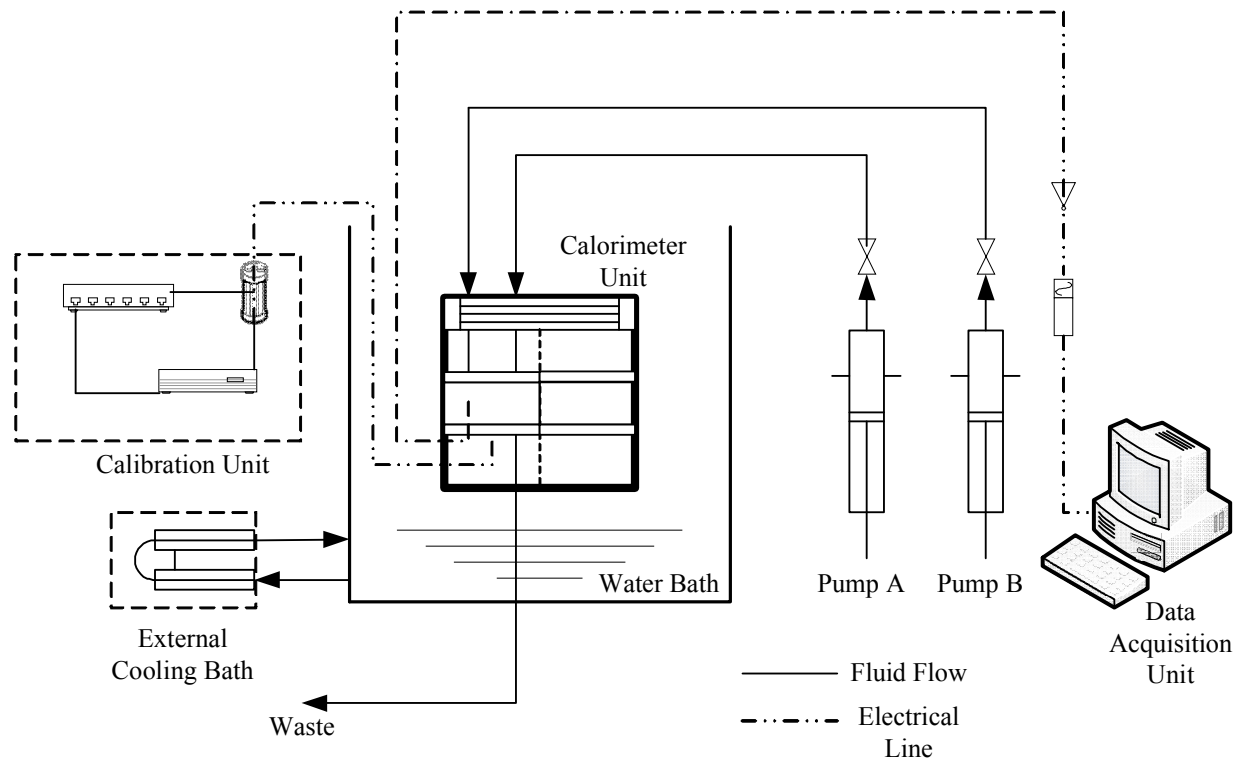 Calorimeter
Unit
Calibration Unit
Water Bath
Pump A
Pump B
External
Cooling Bath
Data
Acquisition
Unit
Fluid Flow
Electrical
Line
Waste